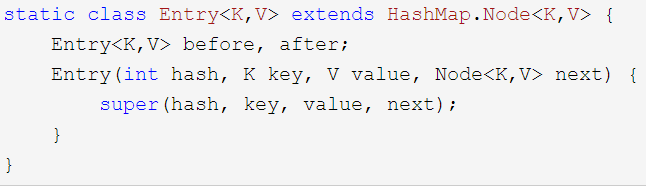 static class Entry<K,V> extends HashMap.Node<K,V> {
    Entry<K,V> before, after;
    Entry(int hash, K key, V value, Node<K,V> next) {
        super(hash, key, value, next);
    }
}